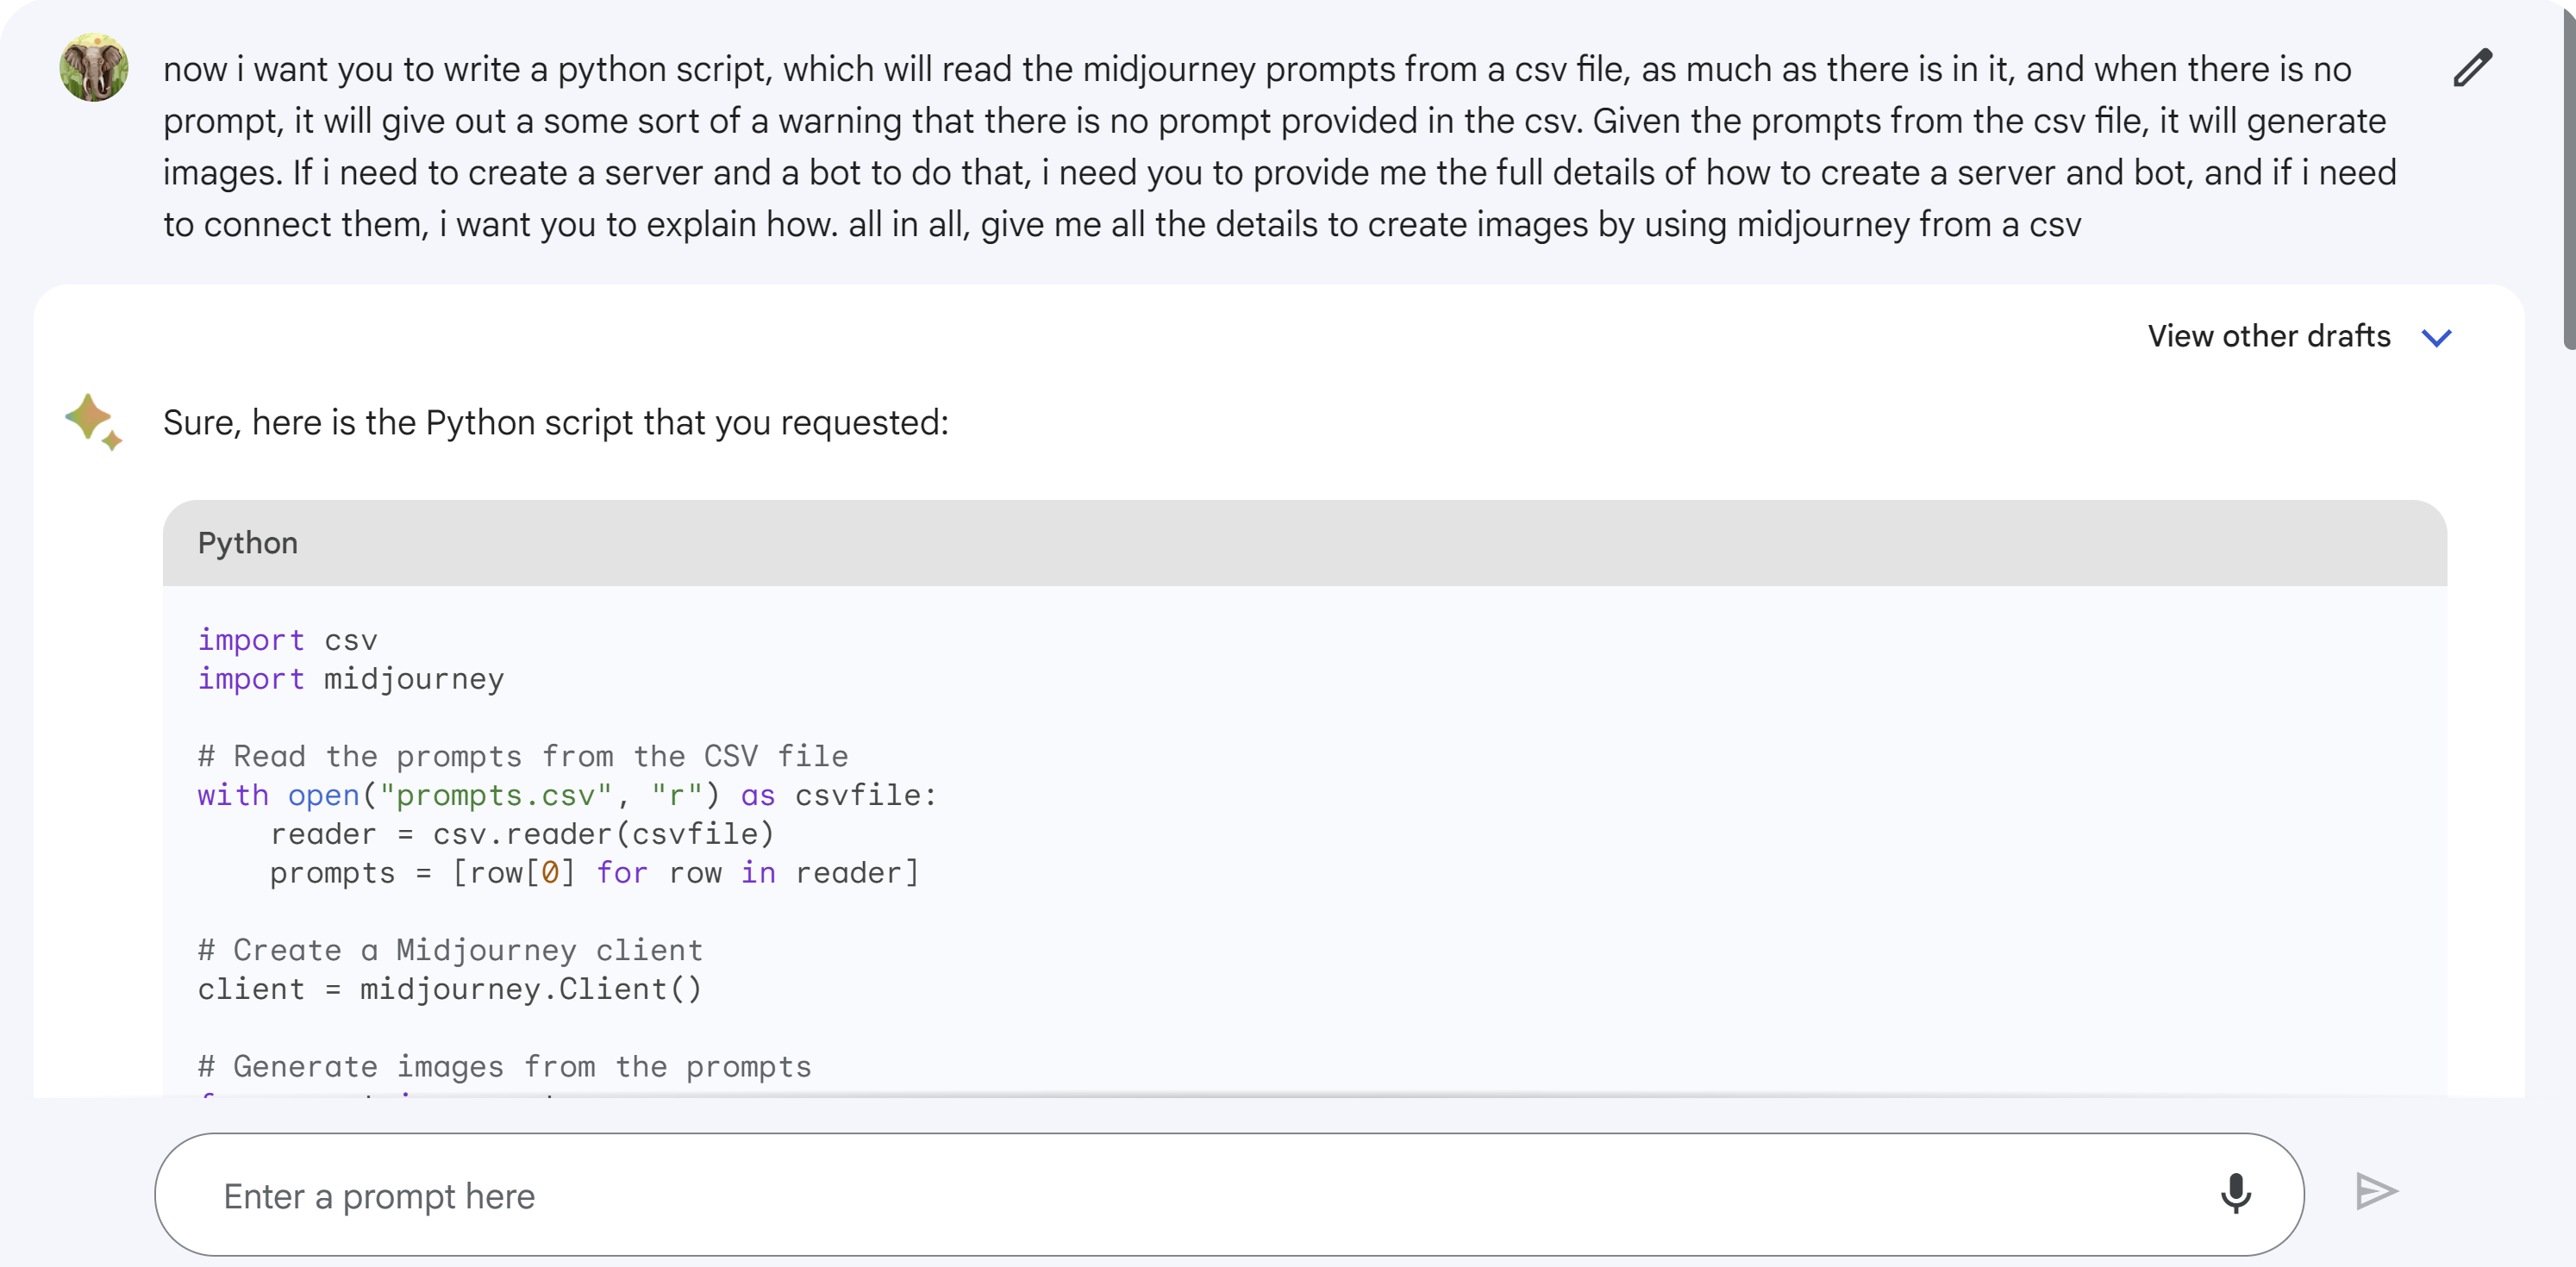 now i want you to write a python script, which will read the midjourney prompts from a csv file, as much as there is in it, and when there is no
prompt, it will give out a some sort of a warning that there is no prompt provided in the csv. Given the prompts from the csv file, it will generate
images. If i need to create a server and a bot to do that, i need you to provide me the full details of how to create a server and bot, and if i need
to connect them, i want you to explain how. all in all, give me all the details to create images by using midjourney from a csv
View other drafts
Sure, here is the Python script that you requested:
Python
import csv
import midjourney
# Read the prompts from the CSV file
with open("prompts.csv", "r") as csvfile:
    reader = csv.reader(csvfile)
    prompts = [row[0] for row in reader]
# Create a Midjourney client
client = midjourney.Client()
# Generate images from the prompts
Enter a prompt here